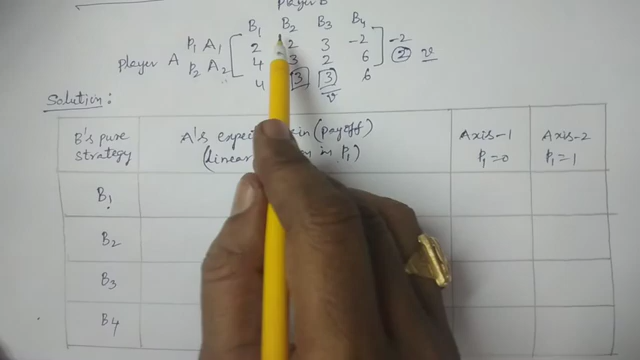 Player B
B1 B2 B3 B4
P1 A1 2 2 3 -2 -2
Player A P2 A2 4 3 2 6 2 v
4 3 3 6
v
Solution:
B's pure strategy
A's
(payoff)
(linear in P1)
Axis-1
P1=0
Axis-2
P1=1
B1
B2
B3
B4